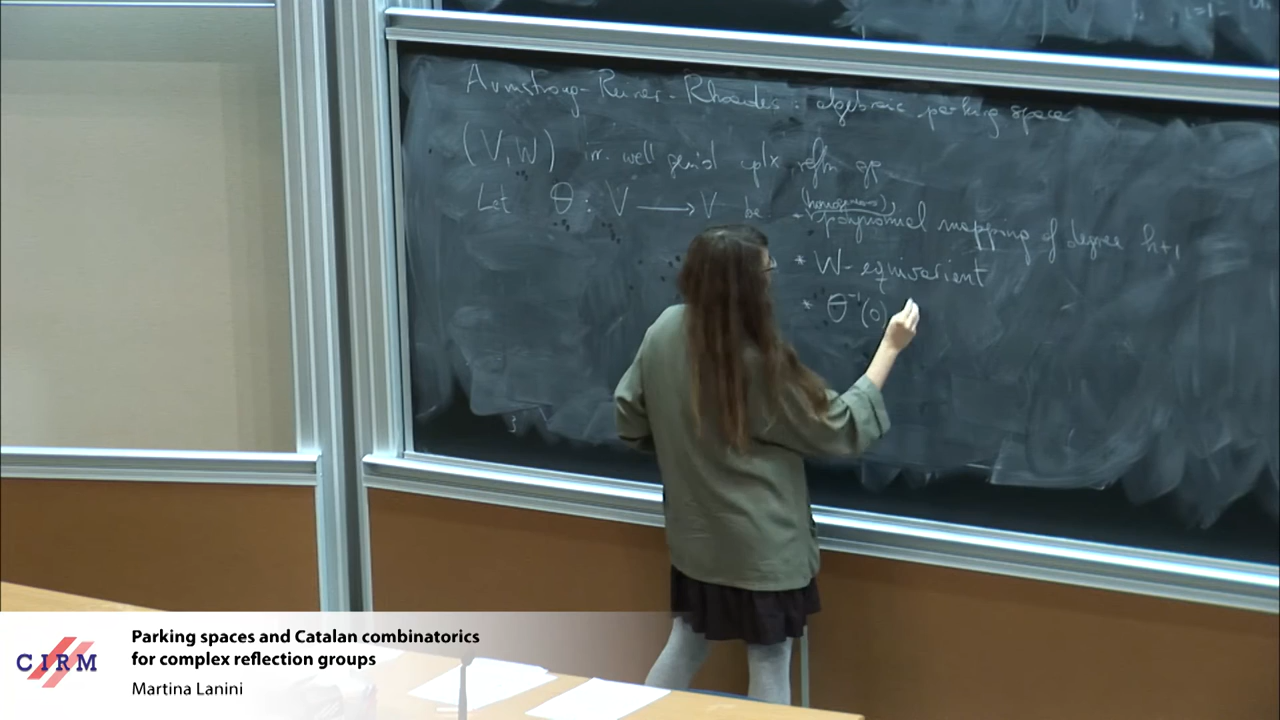 Armstrong-Reiner-Rhoades: algebraic parking space
(V,W) irr. well gen'd cplx refln gp
(homogeneous)
Let Θ: V → V be * polynomial mapping of degree h+1
* W-equivariant
* Θ⁻¹(0)
CIRM
Parking spaces and Catalan combinatorics
for complex reflection groups
Martina Lanini